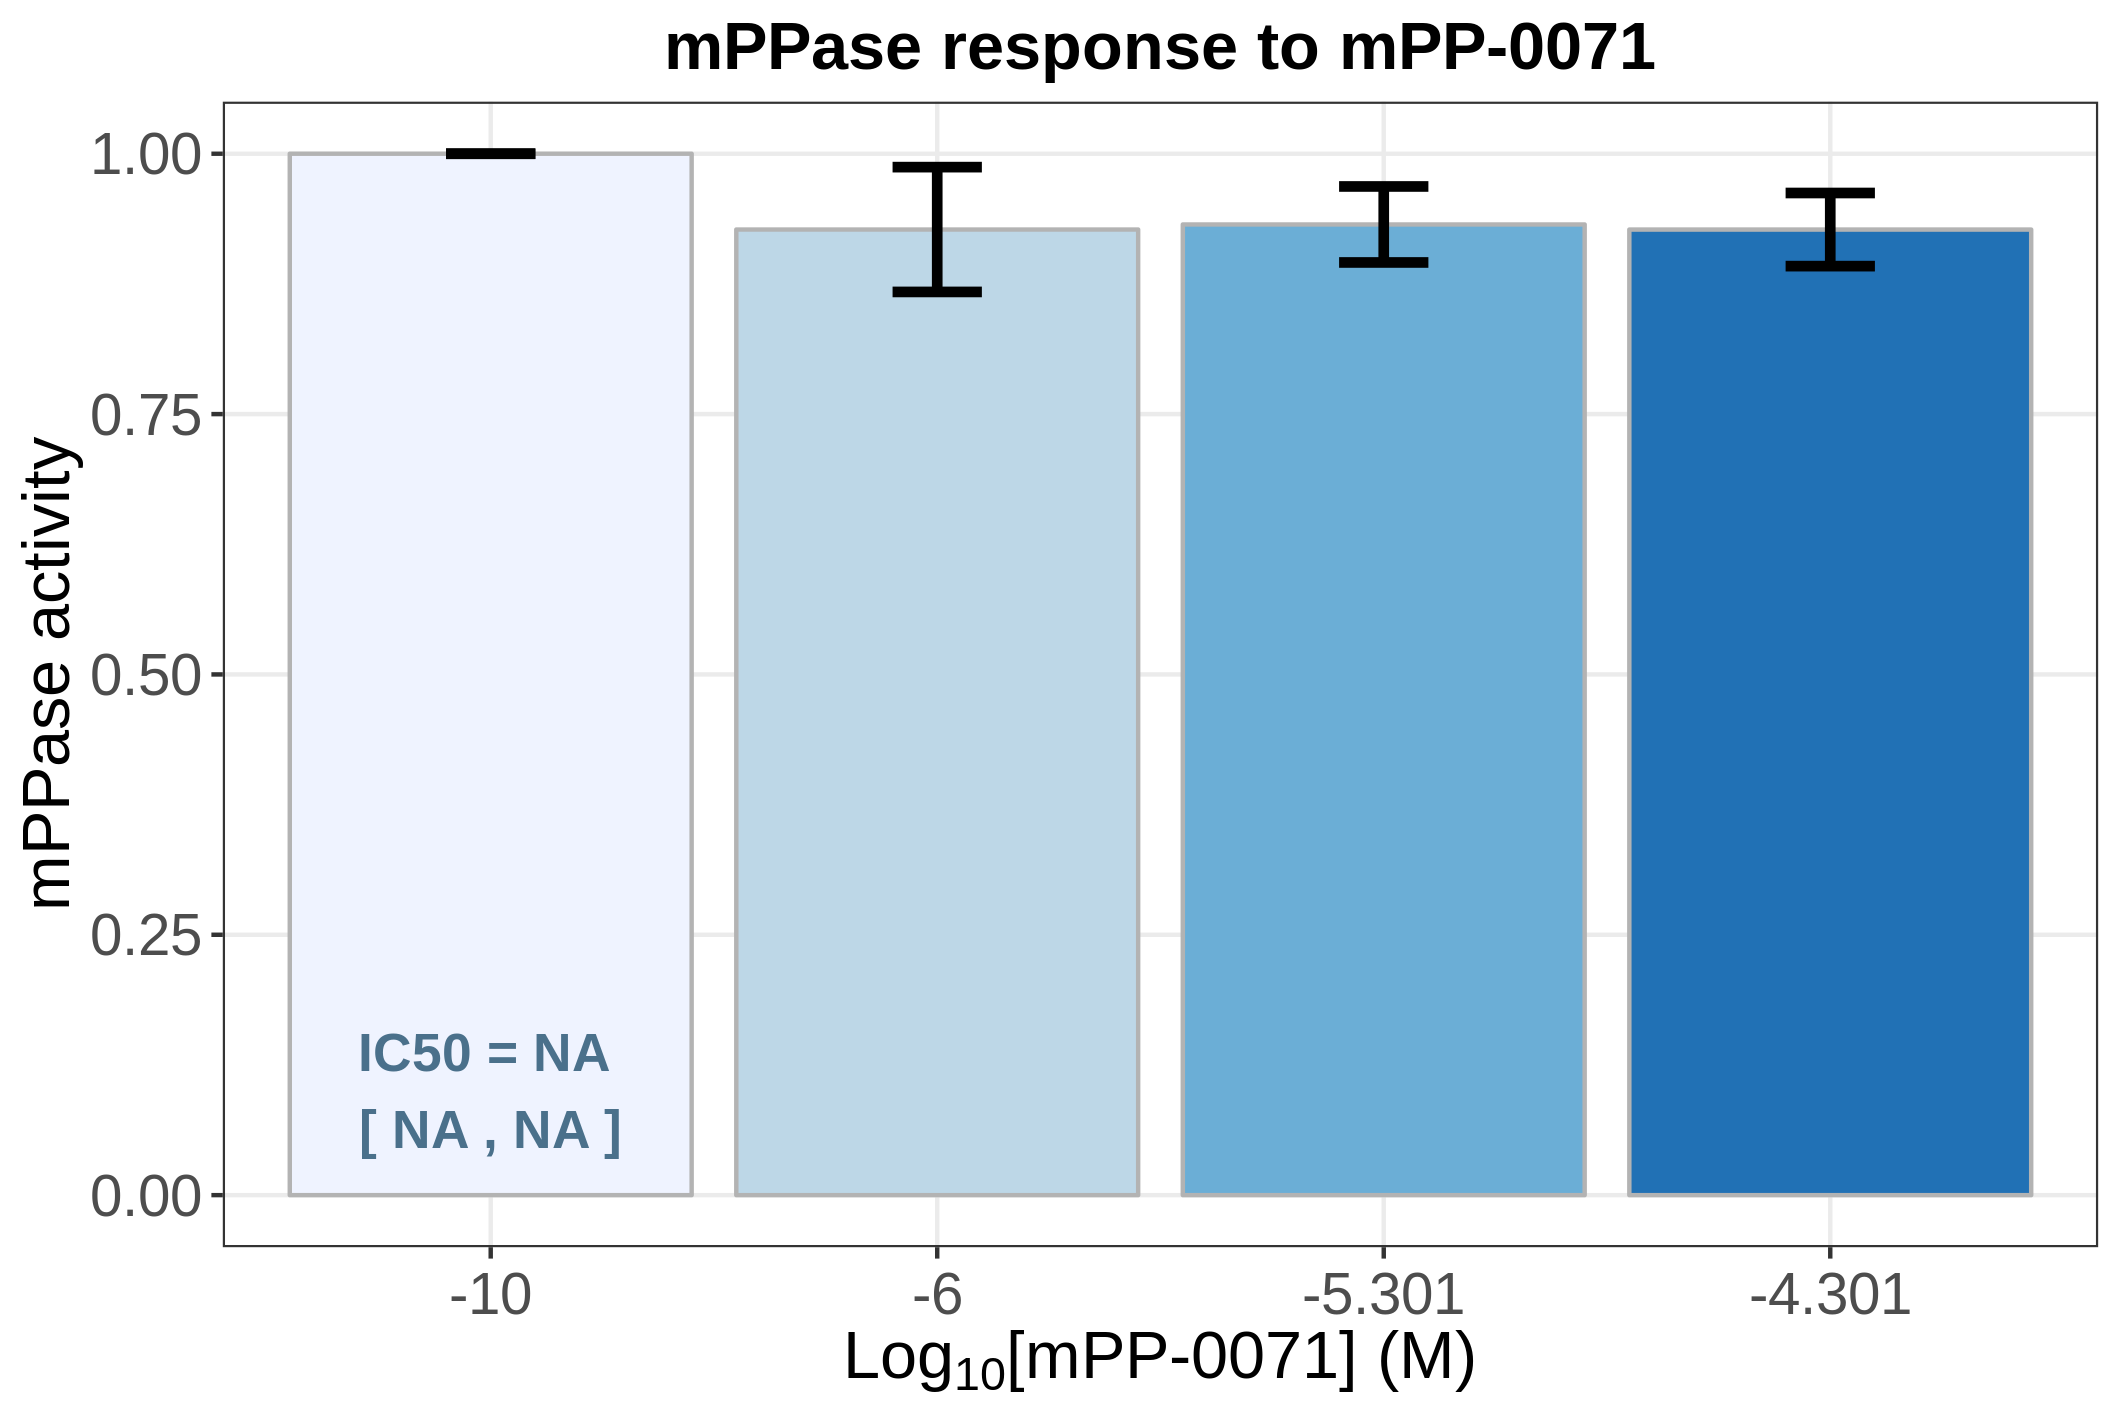 mPPase response to mPP-0071
mPPase activity
1.00
0.75
0.50
0.25
0.00
IC50 = NA
[ NA , NA ]
-10
-6
-5.301
-4.301
Log₁₀[mPP-0071] (M)